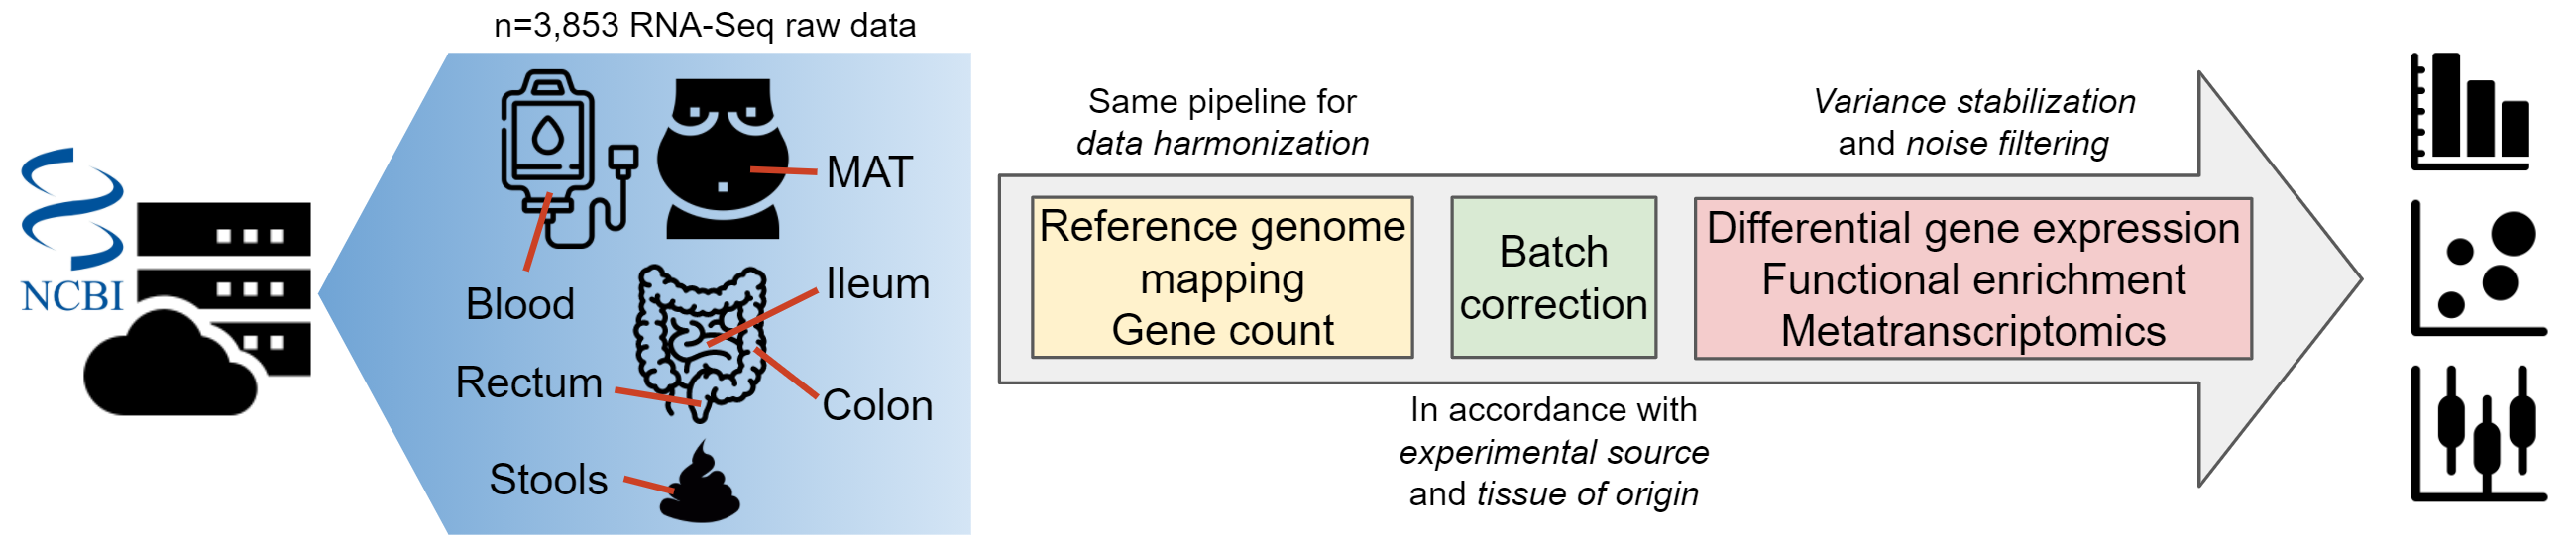 n=3,853 RNA-Seq raw data
NCBI
MAT
Blood
Ileum
Rectum
Colon
Stools
Same pipeline for
data harmonization
Reference genome
mapping
Gene count
Batch
correction
In accordance with
experimental source
and tissue of origin
Variance stabilization
and noise filtering
Differential gene expression
Functional enrichment
Metatranscriptomics